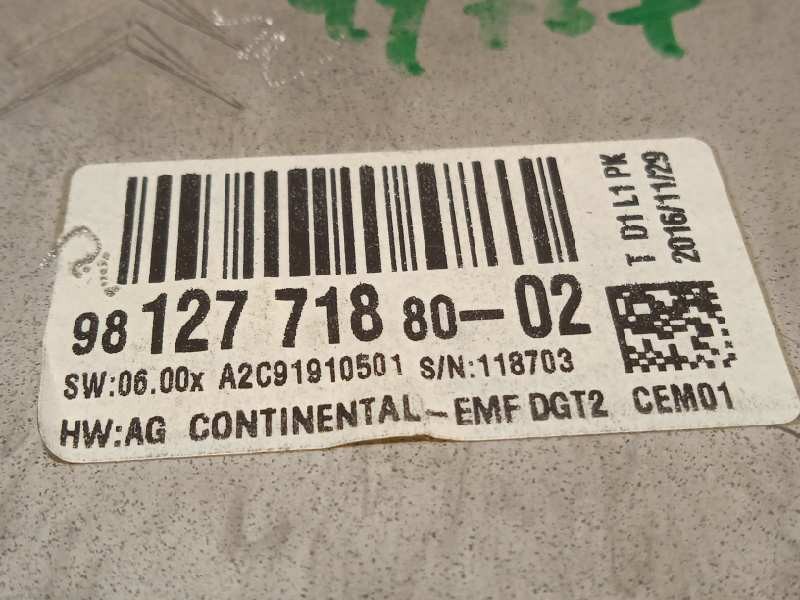 98 127 718 80-02
SW:06.00x A2C91910501 S/N:118703
HW:AG CONTINENTAL-EMF DGT2 CEM01
T D1 L1 PK
2016/11/29